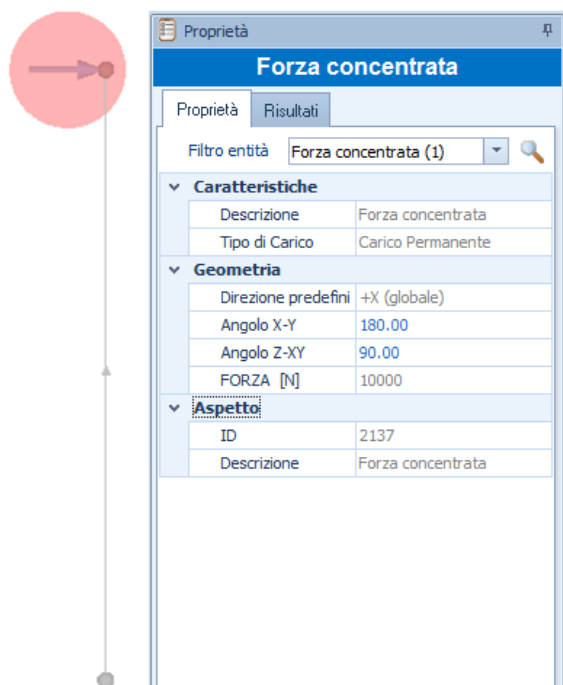 Proprietà
Forza concentrata
Proprietà Risultati
Filtro entità Forza concentrata (1)
Caratteristiche
Descrizione Forza concentrata
Tipo di Carico Carico Permanente
Geometria
Direzione predefini +X (globale)
Angolo X-Y 180.00
Angolo Z-XY 90.00
FORZA [N] 10000
Aspetto
ID 2137
Descrizione Forza concentrata